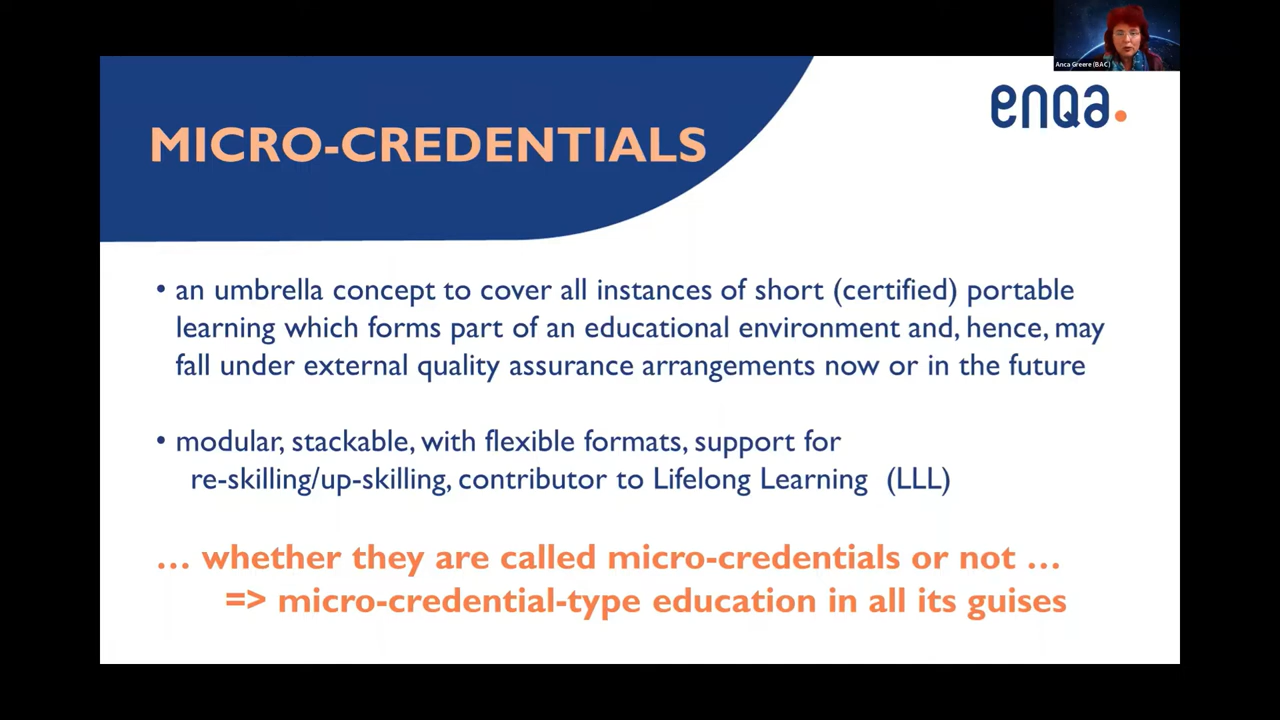 Anca Greere (BAC)
enqa.
MICRO-CREDENTIALS
• an umbrella concept to cover all instances of short (certified) portable
learning which forms part of an educational environment and, hence, may
fall under external quality assurance arrangements now or in the future
• modular, stackable, with flexible formats, support for
re-skilling/up-skilling, contributor to Lifelong Learning (LLL)
… whether they are called micro-credentials or not …
=> micro-credential-type education in all its guises